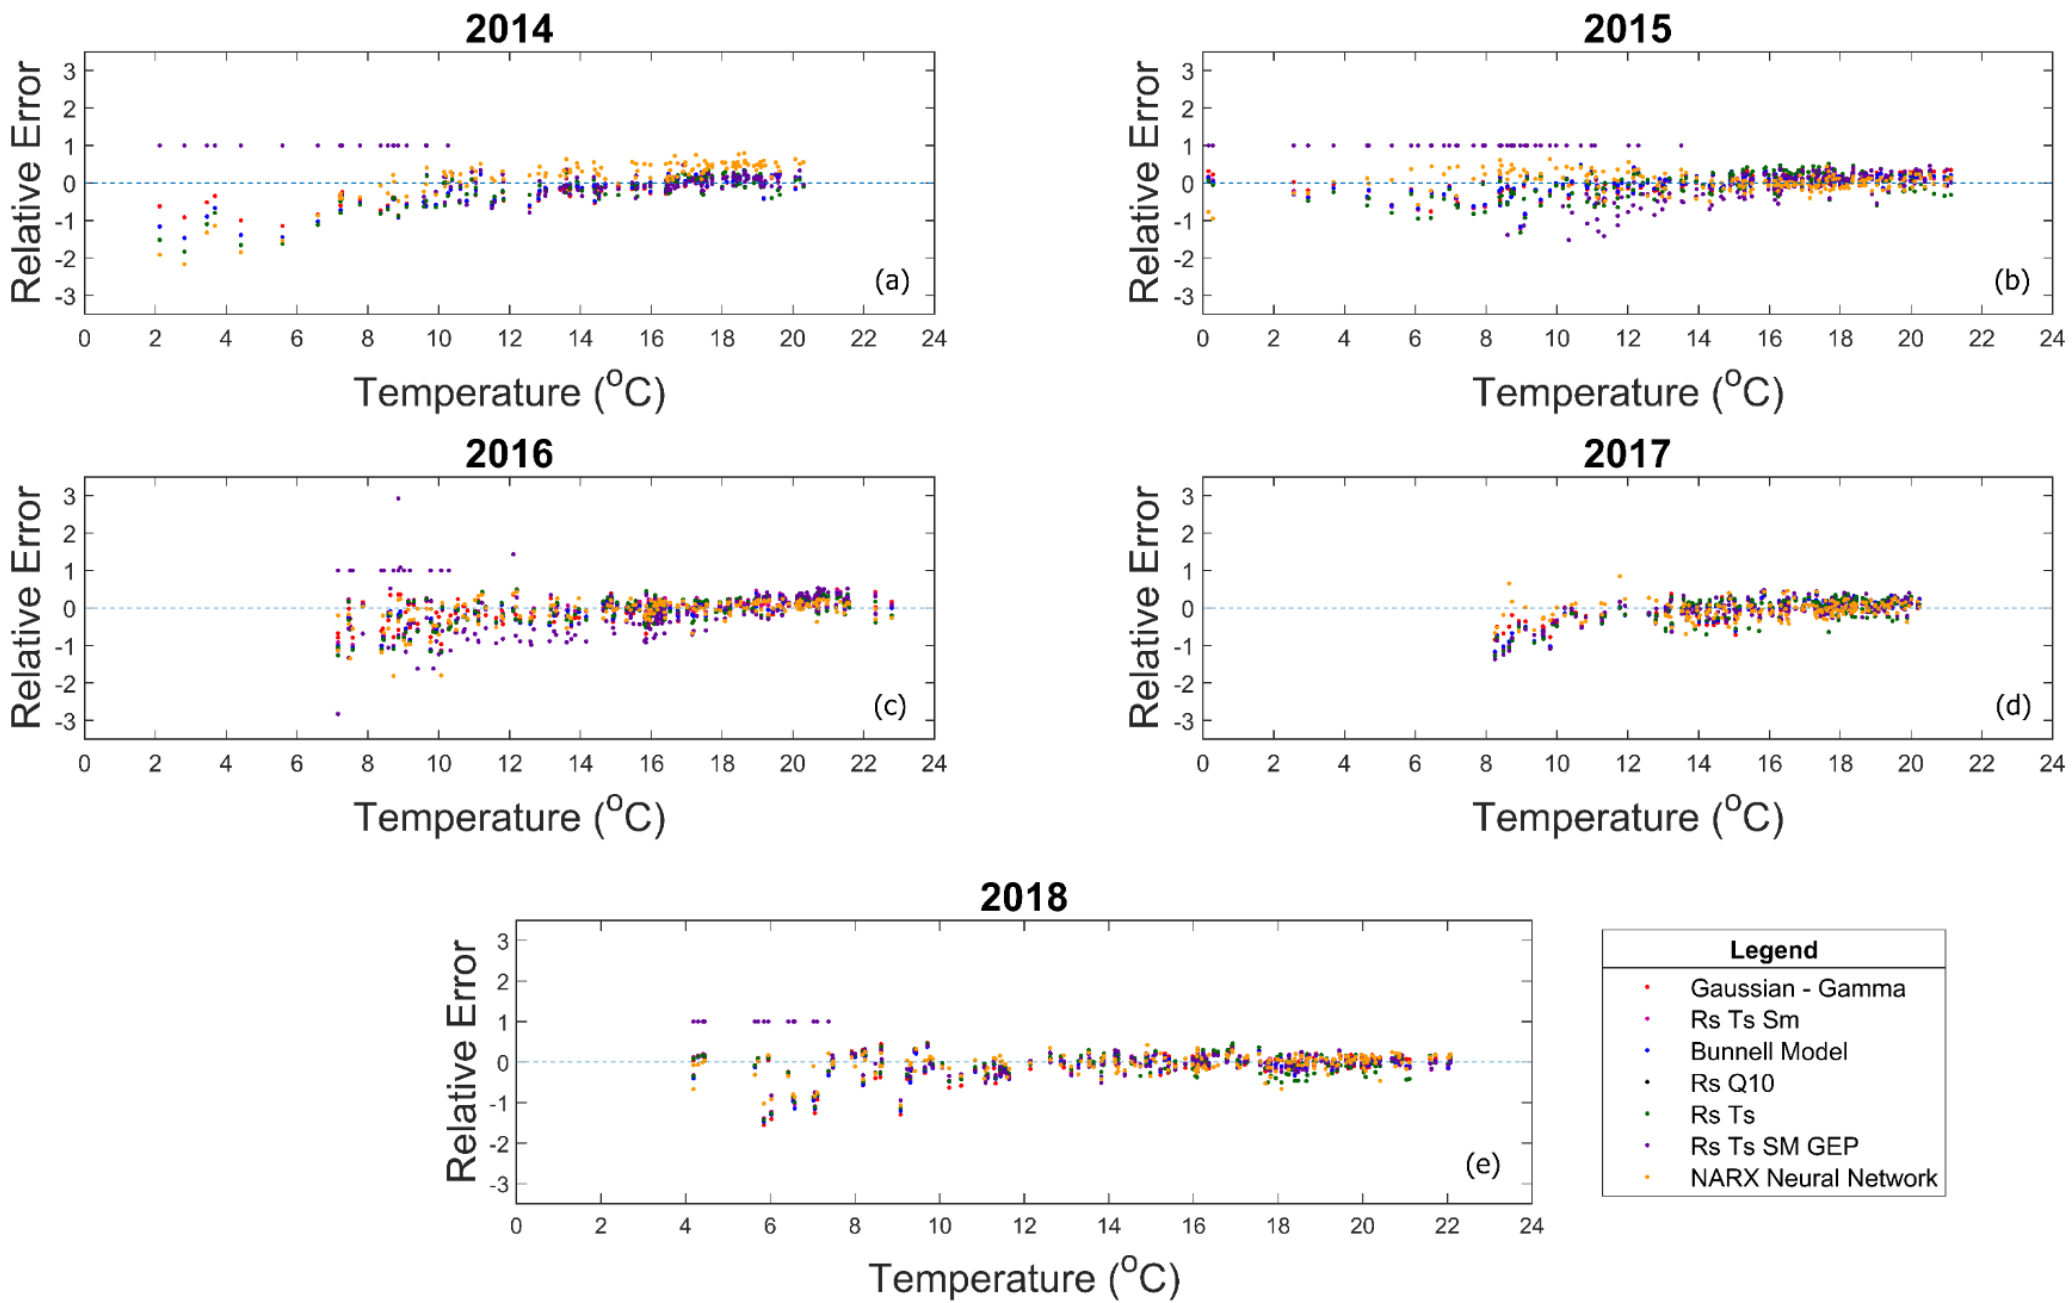 2014
3
2
1
0
-1
-2
-3
Relative Error
(a)
0 2 4 6 8 10 12 14 16 18 20 22 24
Temperature (°C)
2015
3
2
1
0
-1
-2
-3
Relative Error
(b)
0 2 4 6 8 10 12 14 16 18 20 22 24
Temperature (°C)
2016
3
2
1
0
-1
-2
-3
Relative Error
(c)
0 2 4 6 8 10 12 14 16 18 20 22 24
Temperature (°C)
2017
3
2
1
0
-1
-2
-3
Relative Error
(d)
0 2 4 6 8 10 12 14 16 18 20 22 24
Temperature (°C)
2018
3
2
1
0
-1
-2
-3
Relative Error
(e)
0 2 4 6 8 10 12 14 16 18 20 22 24
Temperature (°C)
Legend
Gaussian - Gamma
Rs Ts Sm
Bunnell Model
Rs Q10
Rs Ts
Rs Ts SM GEP
NARX Neural Network